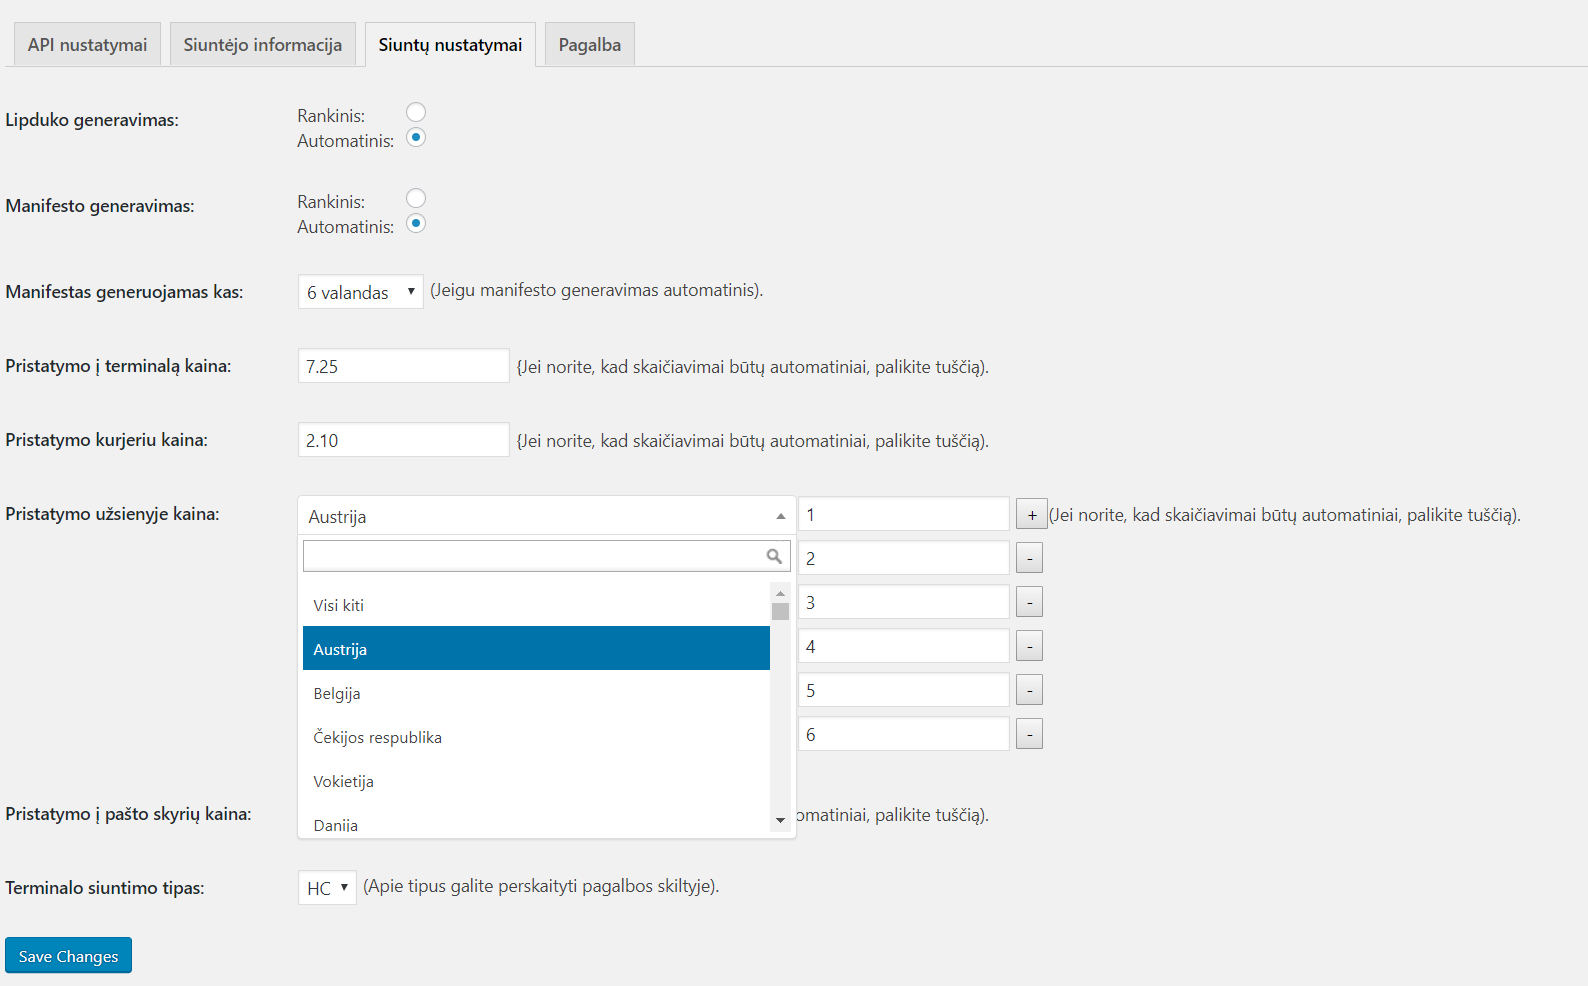 API nustatymai Siuntėjo informacija Siuntų nustatymai Pagalba
Lipduko generavimas: Rankinis:
Automatinis:
Manifesto generavimas: Rankinis:
Automatinis:
Manifestas generuojamas kas: 6 valandas (Jeigu manifesto generavimas automatinis).
Pristatymo į terminalą kaina: 7.25 {Jei norite, kad skaičiavimai būtų automatiniai, palikite tuščią).
Pristatymo kurjeriu kaina: 2.10 {Jei norite, kad skaičiavimai būtų automatiniai, palikite tuščią).
Pristatymo užsienyje kaina: Austrija 1 + (Jei norite, kad skaičiavimai būtų automatiniai, palikite tuščią).
2 -
Visi kiti 3 -
Austrija 4 -
Belgija 5 -
Čekijos respublika 6 -
Vokietija
Danija
Pristatymo į pašto skyrių kaina: omatiniai, palikite tuščią).
Terminalo siuntimo tipas: HC (Apie tipus galite perskaityti pagalbos skiltyje).
Save Changes